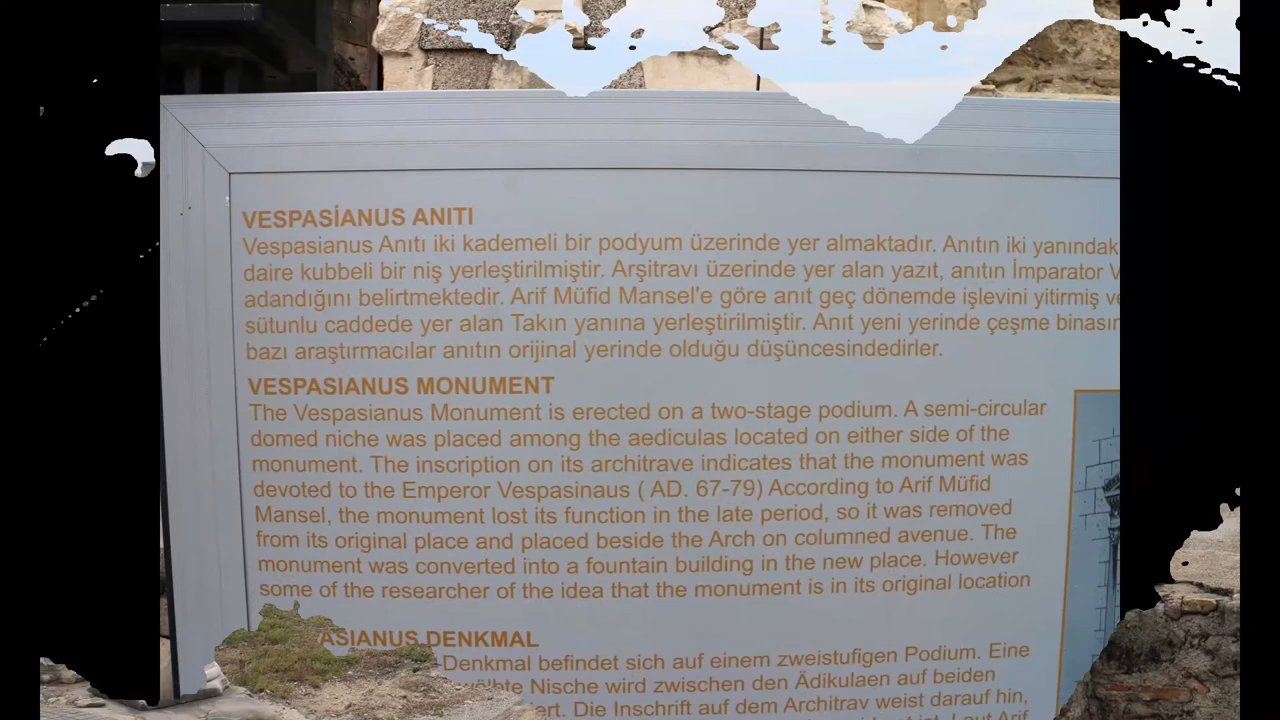 VESPASİANUS ANITI
Vespasianus Anıtı iki kademeli bir podyum üzerinde yer almaktadır. Anıtın iki yanındak
daire kubbeli bir niş yerleştirilmiştir. Arşitravı üzerinde yer alan yazıt, anıtın İmparator V
adandığını belirtmektedir. Arif Müfid Mansel'e göre anıt geç dönemde işlevini yitirmiş ve
sütunlu caddede yer alan Takın yanına yerleştirilmiştir. Anıt yeni yerinde çeşme binasın
bazı araştırmacılar anıtın orijinal yerinde olduğu düşüncesindedirler.
VESPASIANUS MONUMENT
The Vespasianus Monument is erected on a two-stage podium. A semi-circular
domed niche was placed among the aediculas located on either side of the
monument. The inscription on its architrave indicates that the monument was
devoted to the Emperor Vespasinaus ( AD. 67-79) According to Arif Müfid
Mansel, the monument lost its function in the late period, so it was removed
from its original place and placed beside the Arch on columned avenue. The
monument was converted into a fountain building in the new place. However
some of the researcher of the idea that the monument is in its original location
ASIANUS DENKMAL
-Denkmal befindet sich auf einem zweistufigen Podium. Eine
wölbte Nische wird zwischen den Ädikulaen auf beiden
iert. Die Inschrift auf dem Architrav weist darauf hin,